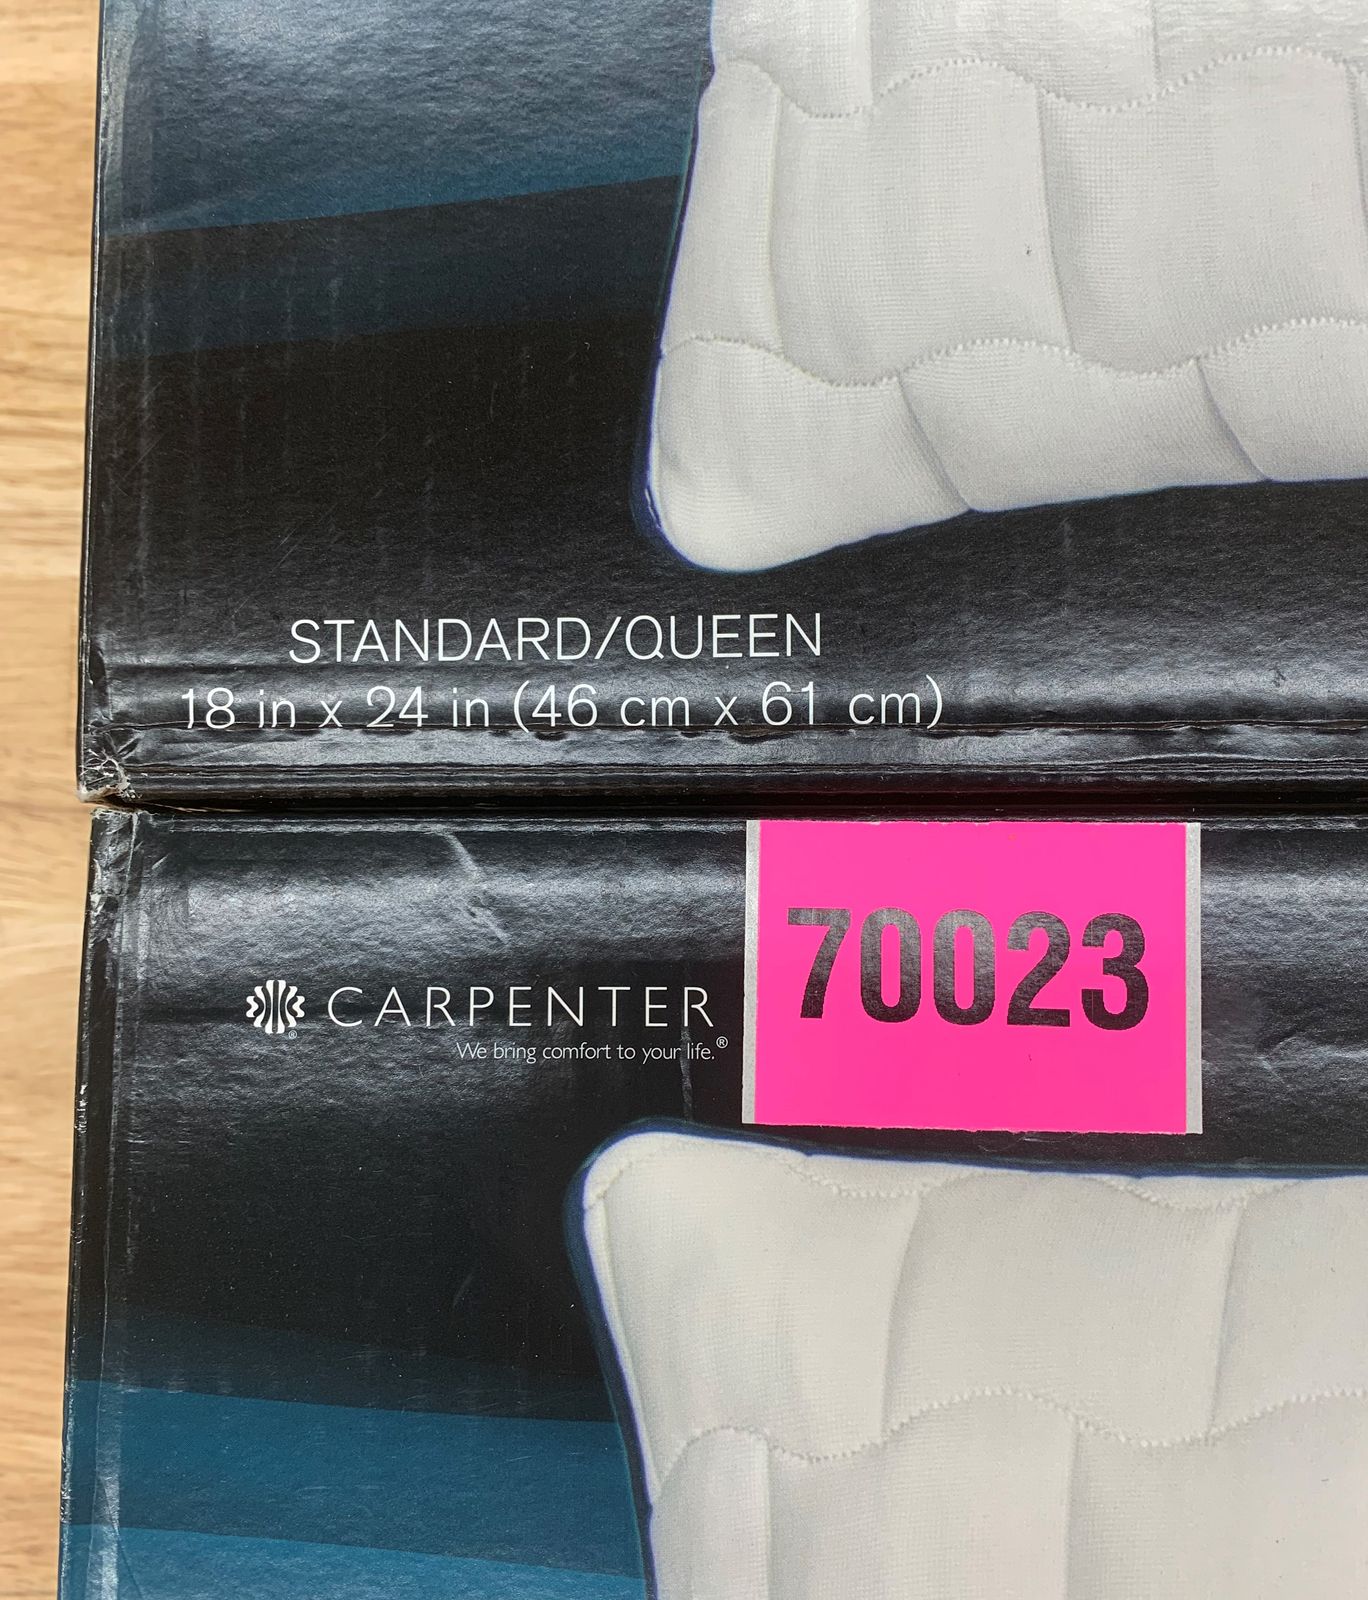 STANDARD/QUEEN
18 in x 24 in (46 cm x 61 cm)
CARPENTER
We bring comfort to your life.®
70023